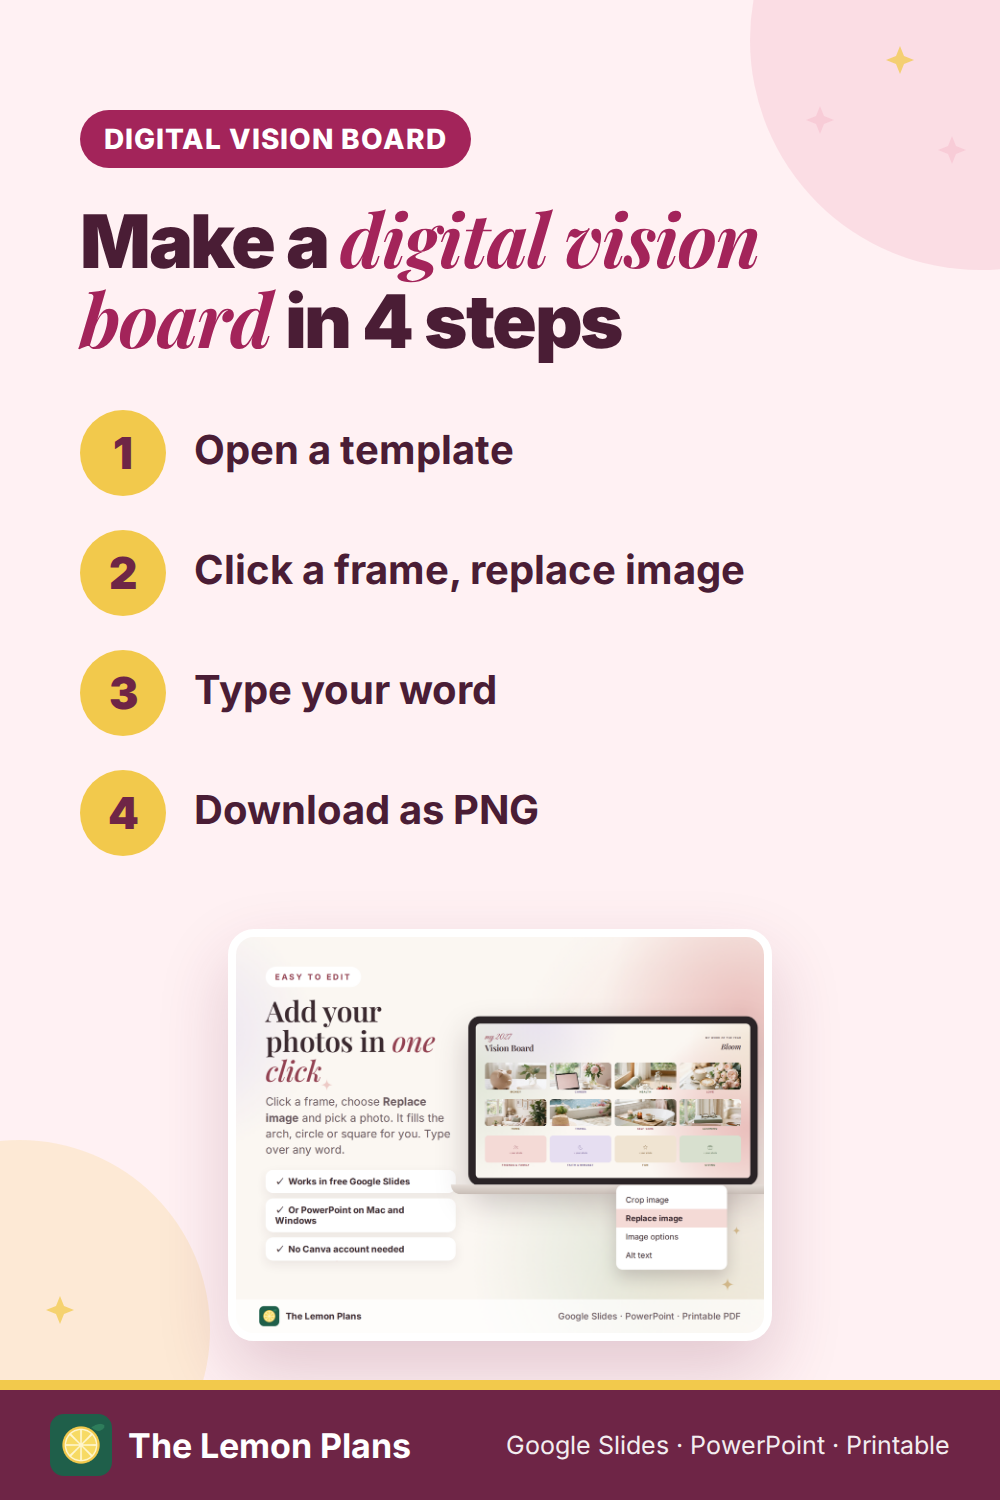 DIGITAL VISION BOARD
Make a digital vision
board in 4 steps
1
Open a template
2
Click a frame, replace image
3
Type your word
4
Download as PNG
EASY TO EDIT
Add your
photos in one
click
Click a frame, choose Replace
image and pick a photo. It fills the
arch, circle or square for you. Type
over any word.
✓ Works in free Google Slides
✓ Or PowerPoint on Mac and
Windows
✓ No Canva account needed
my 2027
Vision Board
Bloom
Crop image
Replace image
Image options
Alt text
The Lemon Plans
Google Slides · PowerPoint · Printable PDF
The Lemon Plans
Google Slides · PowerPoint · Printable